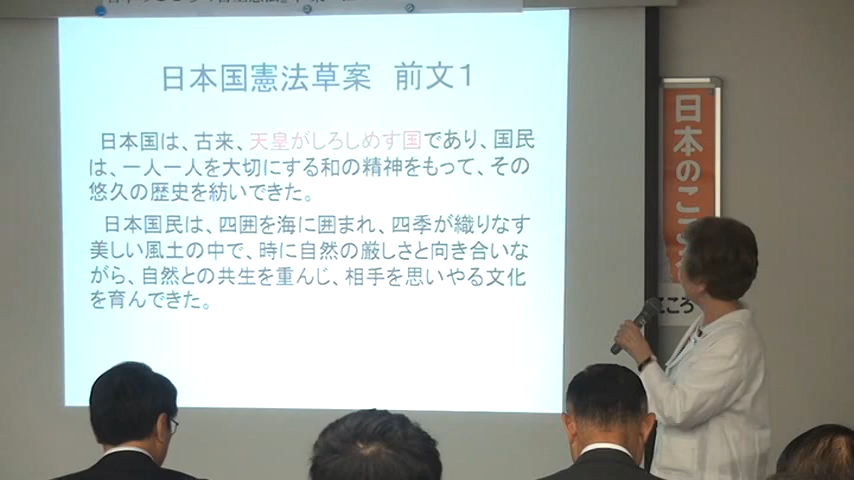 日本国憲法草案　前文１
日本国は、古来、天皇がしろしめす国であり、国民
は、一人一人を大切にする和の精神をもって、その
悠久の歴史を紡いできた。
日本国民は、四囲を海に囲まれ、四季が織りなす
美しい風土の中で、時に自然の厳しさと向き合いな
がら、自然との共生を重んじ、相手を思いやる文化
を育んできた。
日本のここ
こころ